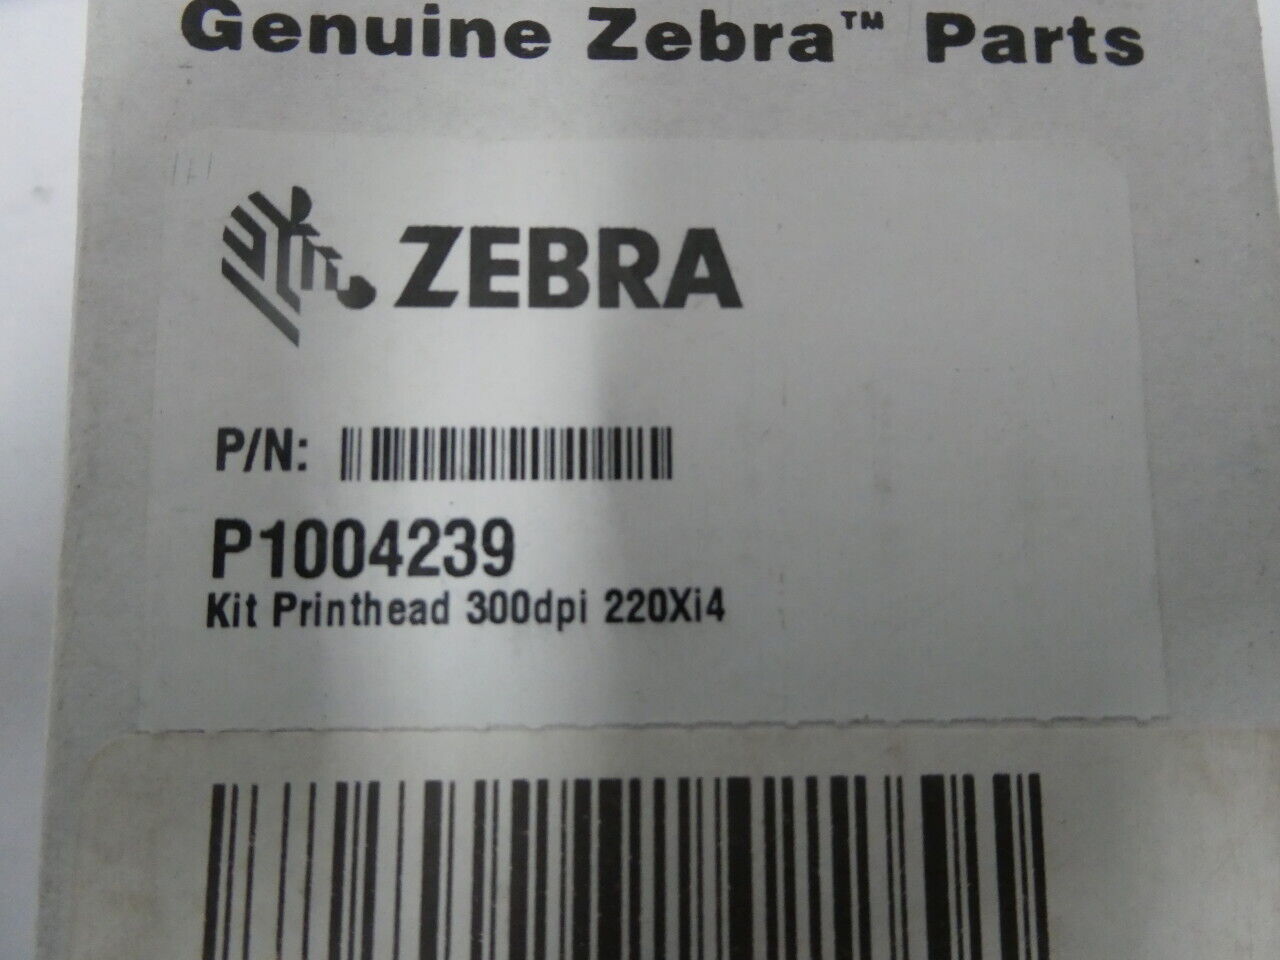 Genuine Zebra™ Parts
ZEBRA
P/N:
P1004239
Kit Printhead 300dpi 220Xi4